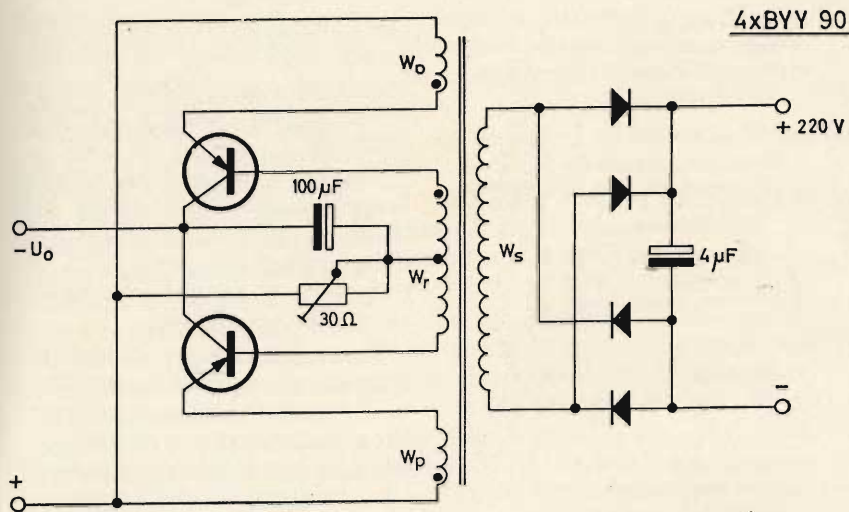 4xBYY 90
W₀
+ 220 V
100 µF
− U₀
Wᵣ
Wₛ
4 µF
30 Ω
−
Wₚ
+